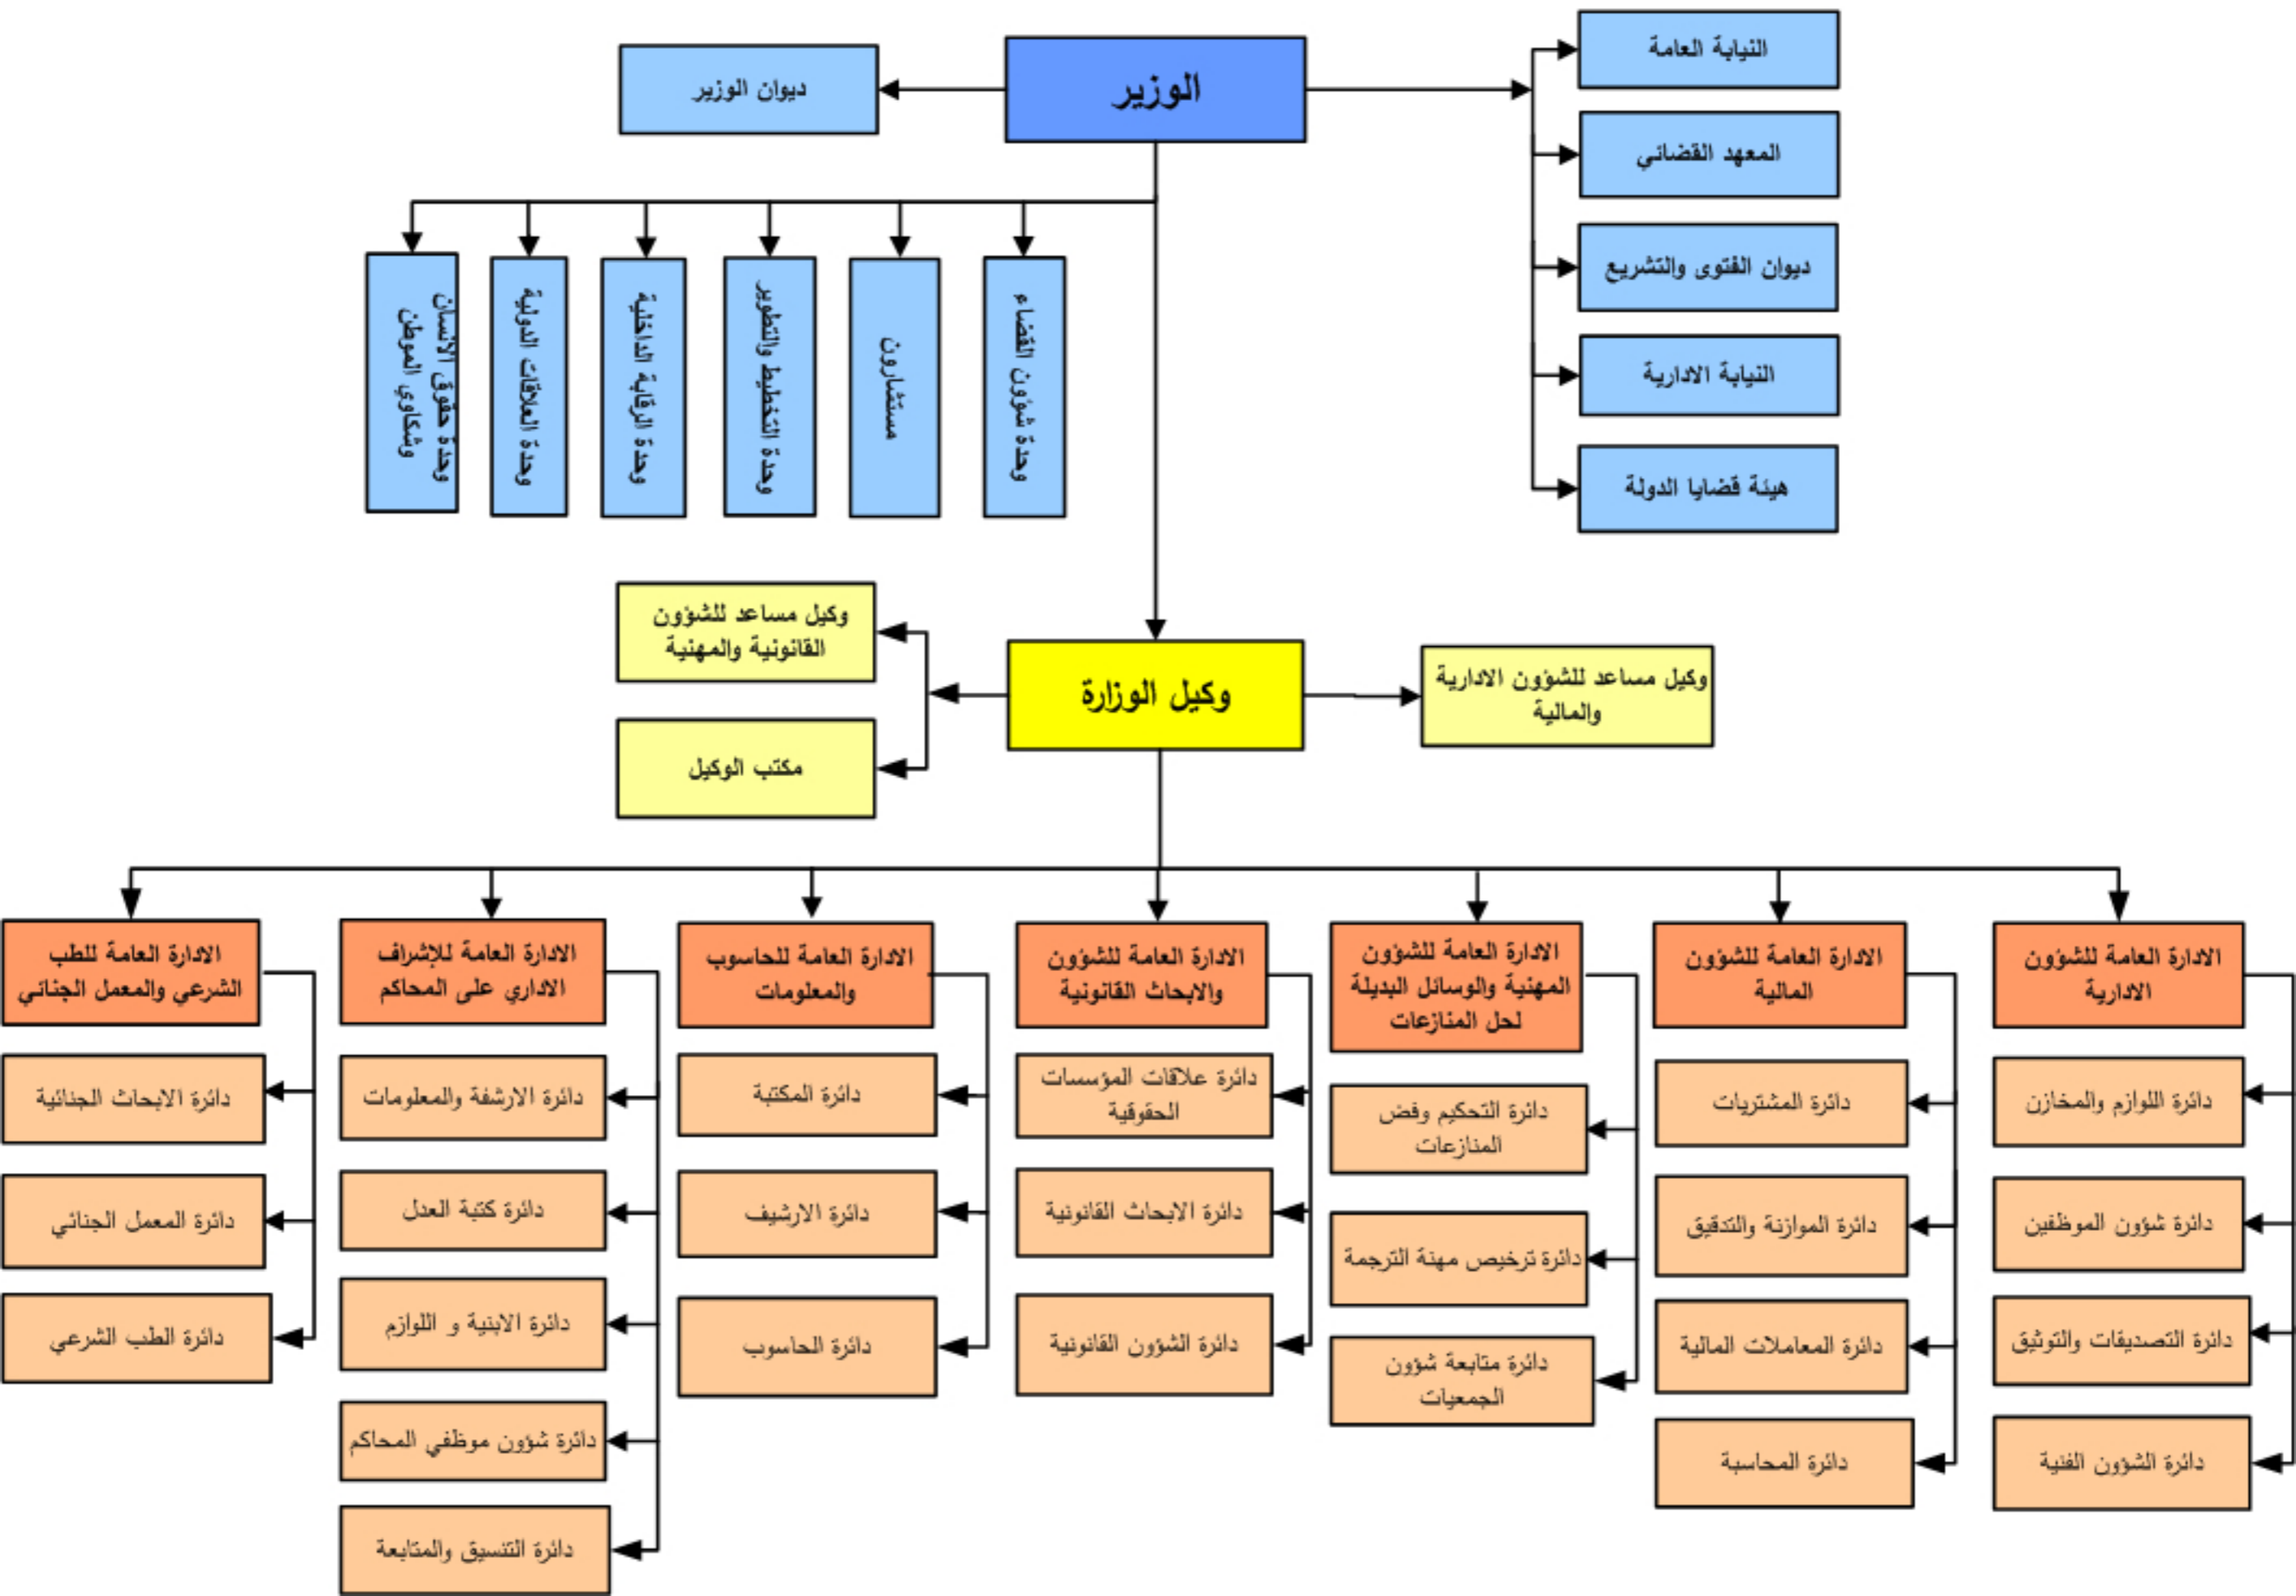 الوزير
ديوان الوزير
النيابة العامة
المعهد القضائي
ديوان الفتوى والتشريع
النيابة الادارية
هيئة قضايا الدولة
وحدة شؤون القضاء
مستشارون
وحدة التخطيط والتطوير
وحدة الرقابة الداخلية
وحدة العلاقات الدولية
وحدة حقوق الانسان
وشكاوي الموطن
وكيل الوزارة
وكيل مساعد للشؤون الادارية
والمالية
وكيل مساعد للشؤون
القانونية والمهنية
مكتب الوكيل
الادارة العامة للشؤون
الادارية
دائرة اللوازم والمخازن
دائرة شؤون الموظفين
دائرة التصديقات والتوثيق
دائرة الشؤون الفنية
الادارة العامة للشؤون
المالية
دائرة المشتريات
دائرة الموازنة والتدقيق
دائرة المعاملات المالية
دائرة المحاسبة
الادارة العامة للشؤون
المهنية والوسائل البديلة
لحل المنازعات
دائرة التحكيم وفض
المنازعات
دائرة ترخيص مهنة الترجمة
دائرة متابعة شؤون
الجمعيات
الادارة العامة للشؤون
والابحاث القانونية
دائرة علاقات المؤسسات
الحقوقية
دائرة الابحاث القانونية
دائرة الشؤون القانونية
الادارة العامة للحاسوب
والمعلومات
دائرة المكتبة
دائرة الارشيف
دائرة الحاسوب
الادارة العامة للإشراف
الاداري على المحاكم
دائرة الارشفة والمعلومات
دائرة كتبة العدل
دائرة الابنية و اللوازم
دائرة شؤون موظفي المحاكم
دائرة التنسيق والمتابعة
الادارة العامة للطب
الشرعي والمعمل الجنائي
دائرة الابحاث الجنائية
دائرة المعمل الجنائي
دائرة الطب الشرعي